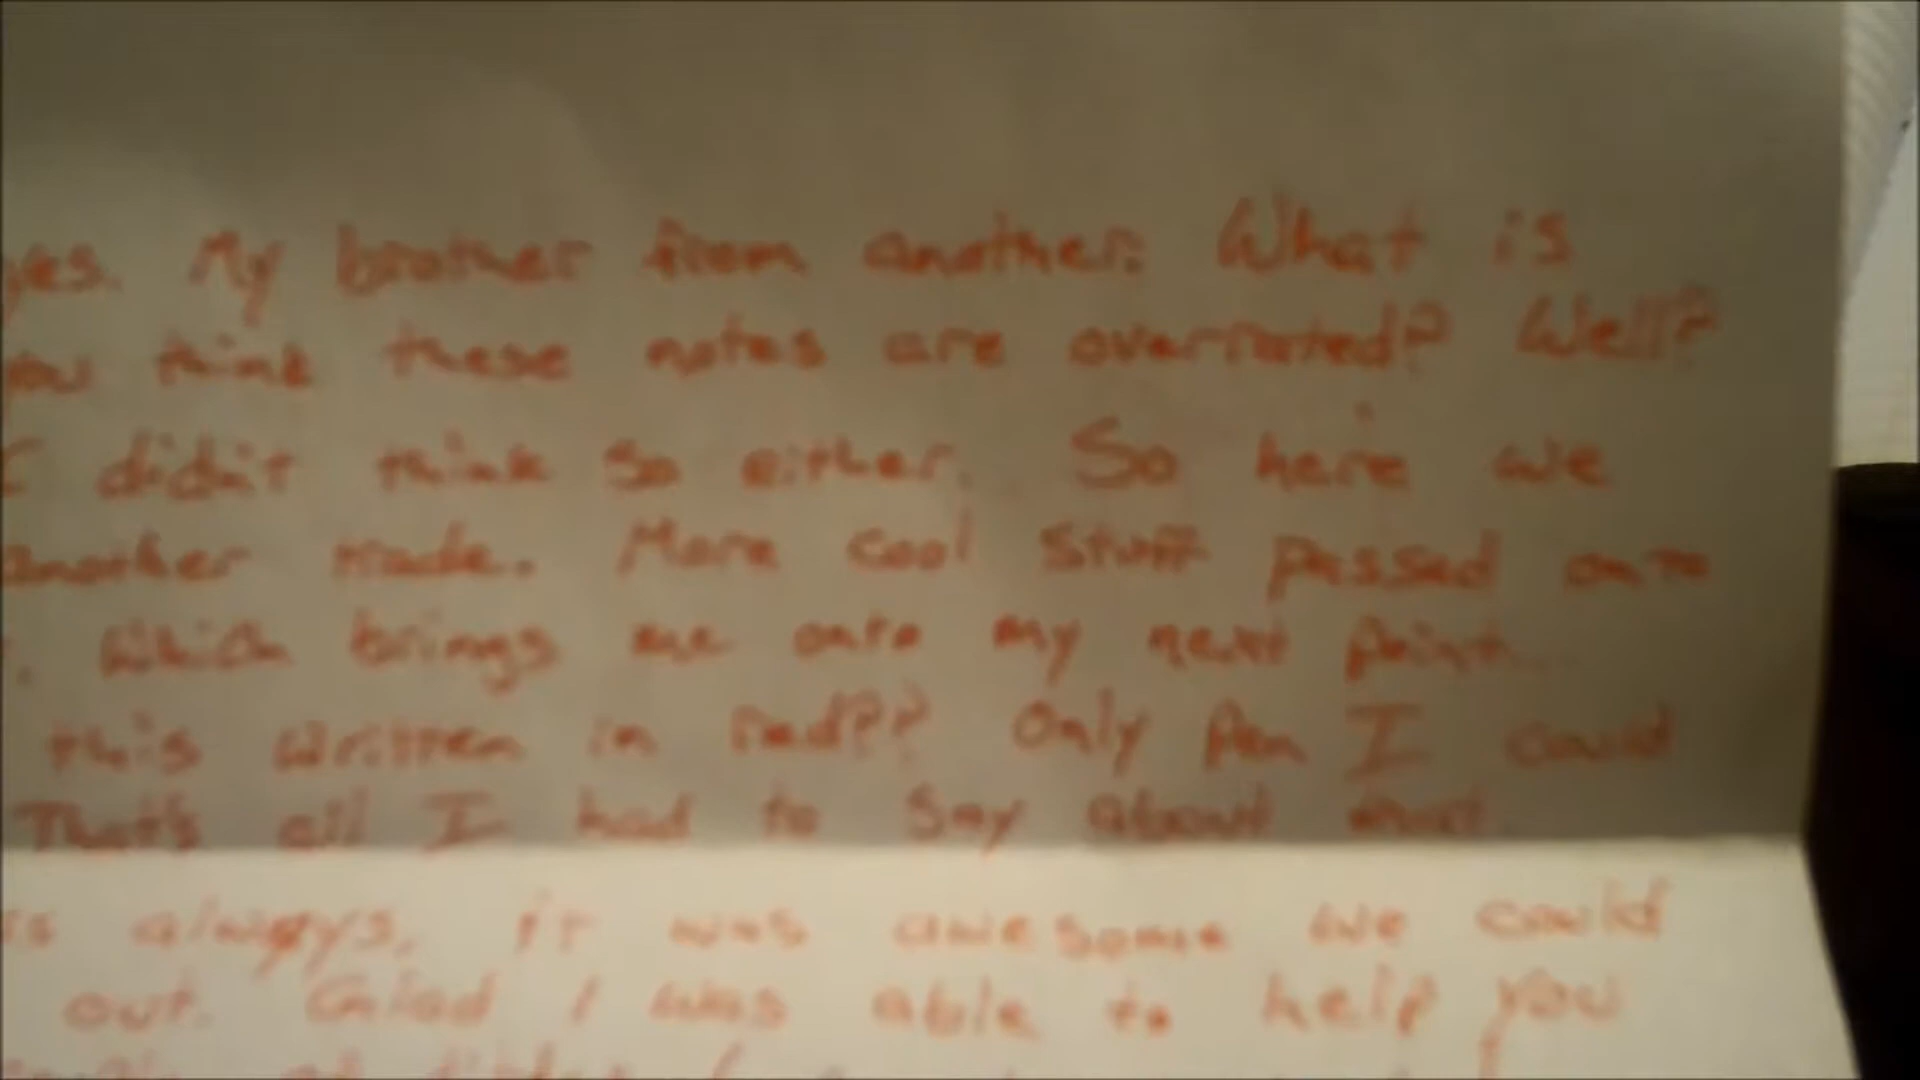 yes. My brother from another. What is
you think these notes are overrated? Well?
I didn't think so either. So here we
another trade. More cool stuff passed onto
. Which brings me onto my next point..
this written in red?? Only Pen I could
That's all I had to say about that.
as always, it was awesome we could
out. Glad I was able to help you